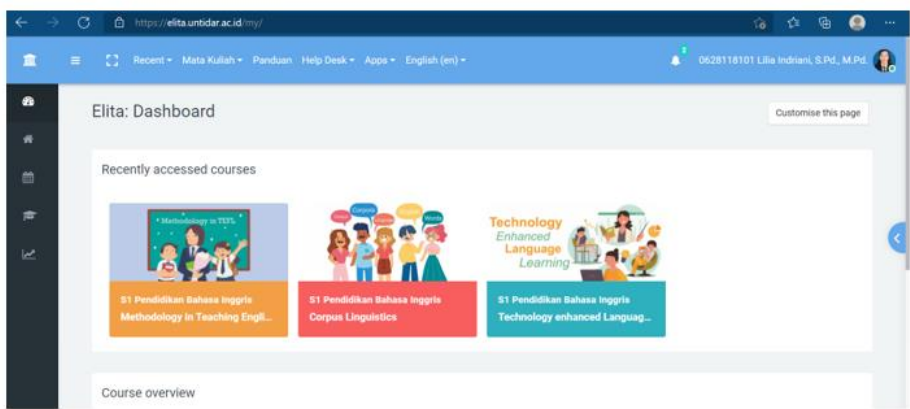 https://elita.untidar.ac.id/my/
Recent Mata Kuliah Panduan Help Desk Apps English (en)
0628118101 Lilia Indriani, S.Pd., M.Pd.
Elita: Dashboard
Customise this page
Recently accessed courses
Methodology in TEFL
S1 Pendidikan Bahasa Inggris
Methodology in Teaching Engli...
Corpora
Words
S1 Pendidikan Bahasa Inggris
Corpus Linguistics
Technology
Enhanced
Language
Learning
S1 Pendidikan Bahasa Inggris
Technology enhanced Languag...
Course overview